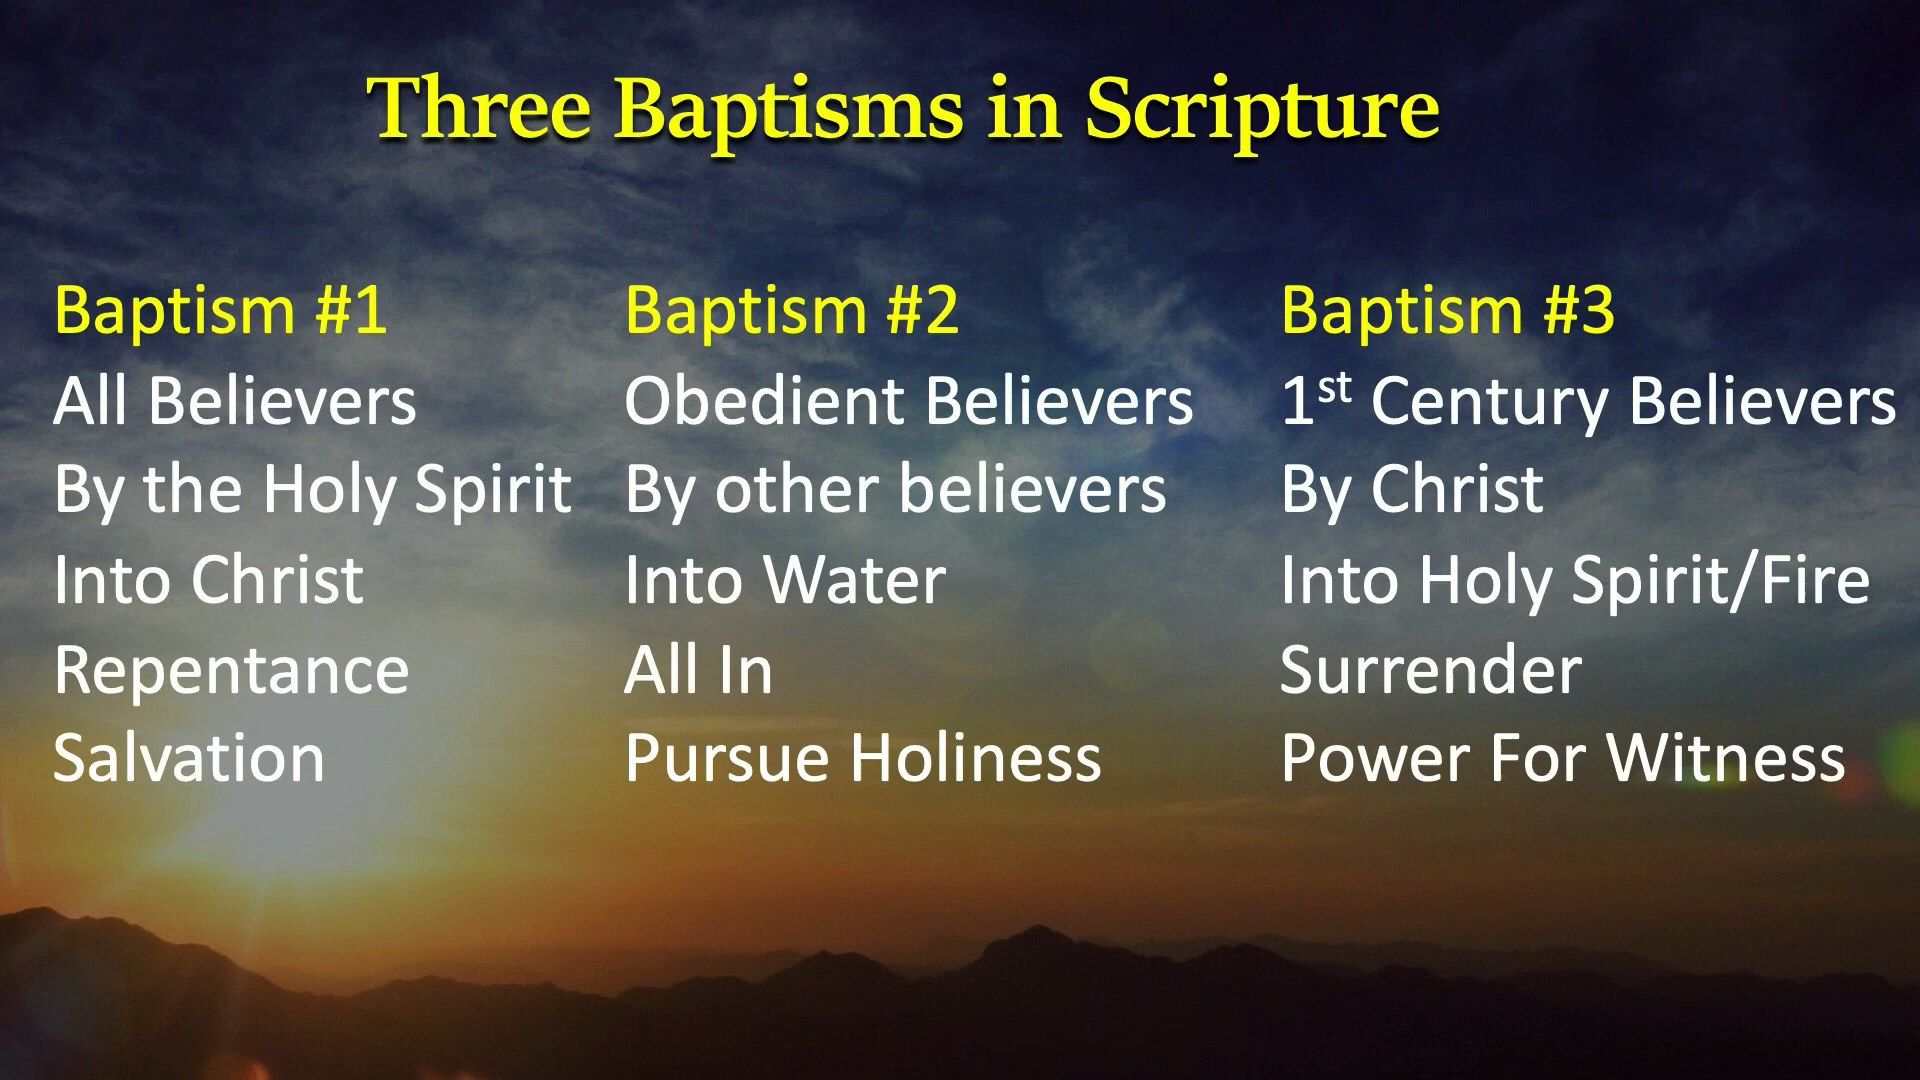 Three Baptisms in Scripture
Baptism #1
All Believers
By the Holy Spirit
Into Christ
Repentance
Salvation
Baptism #2
Obedient Believers
By other believers
Into Water
All In
Pursue Holiness
Baptism #3
1st Century Believers
By Christ
Into Holy Spirit/Fire
Surrender
Power For Witness